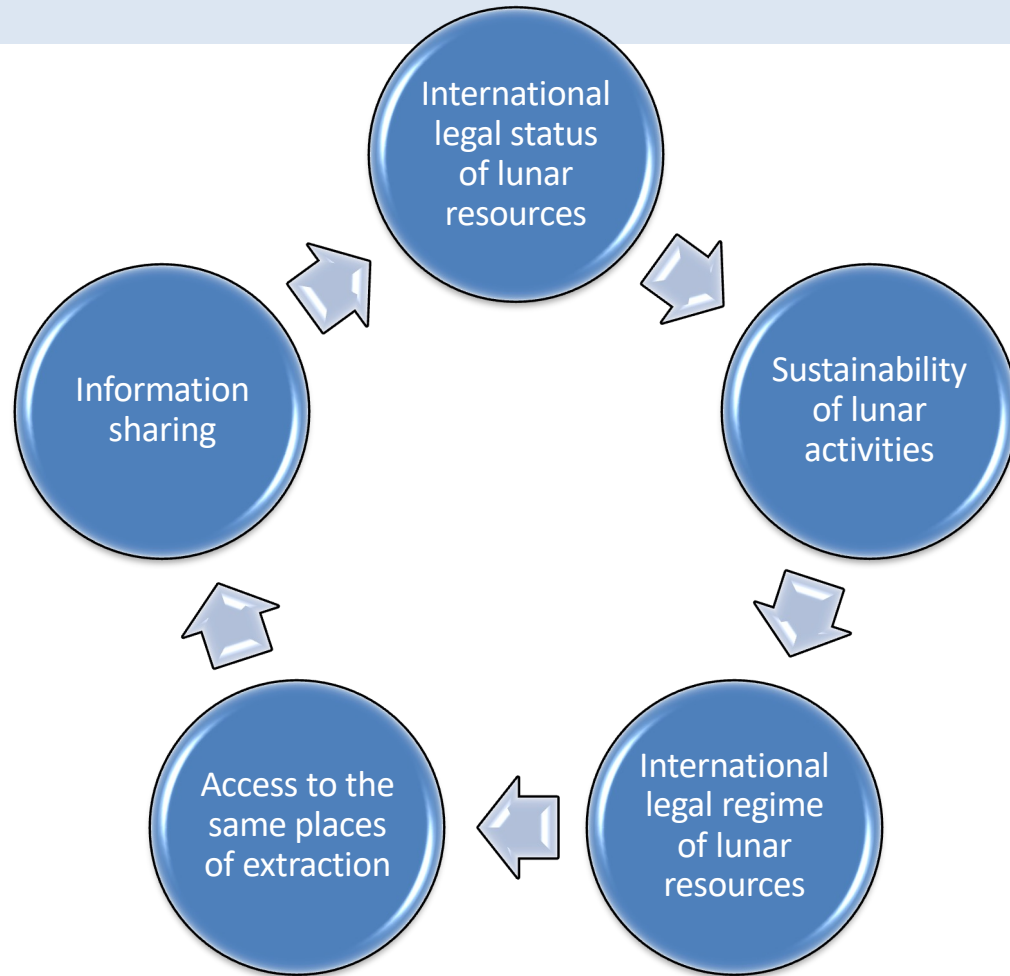 International
legal status
of lunar
resources
Sustainability
of lunar
activities
International
legal regime
of lunar
resources
Access to the
same places
of extraction
Information
sharing